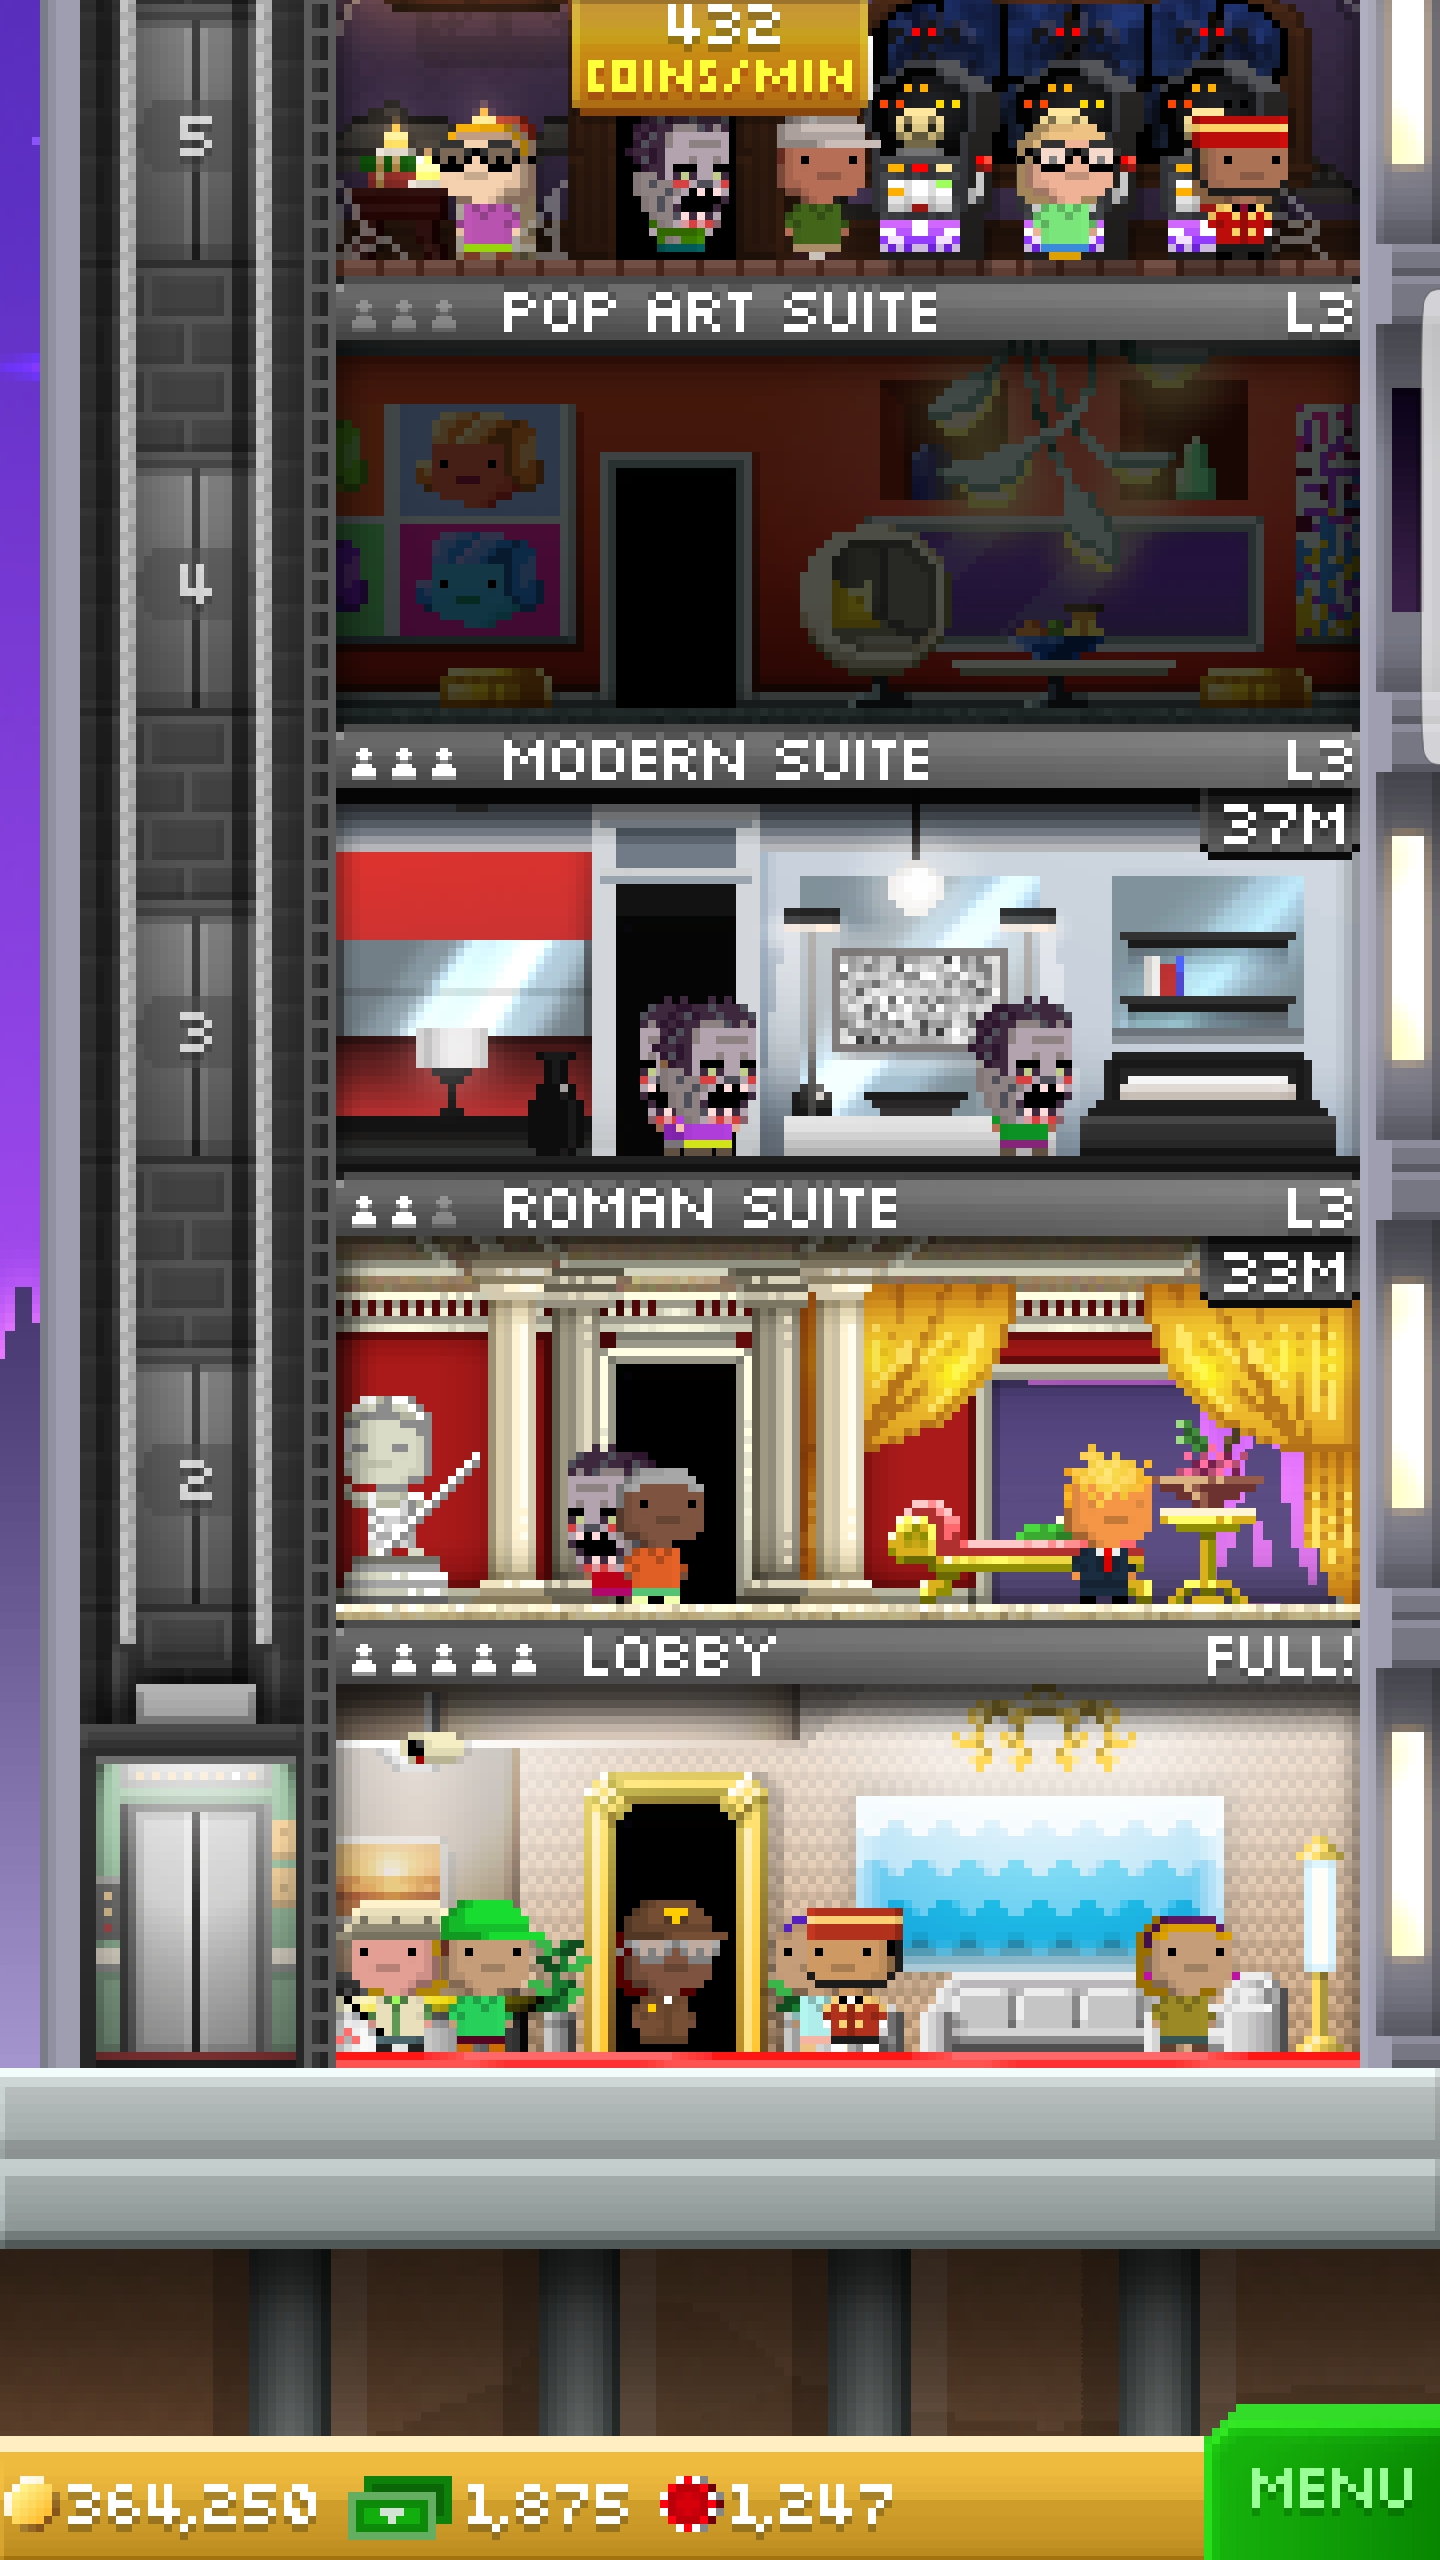 432
COINS/MIN
5
POP ART SUITE L3
4
MODERN SUITE L3
37M
3
ROMAN SUITE L3
33M
2
LOBBY FULL!
364,250 1,875 1,247 MENU